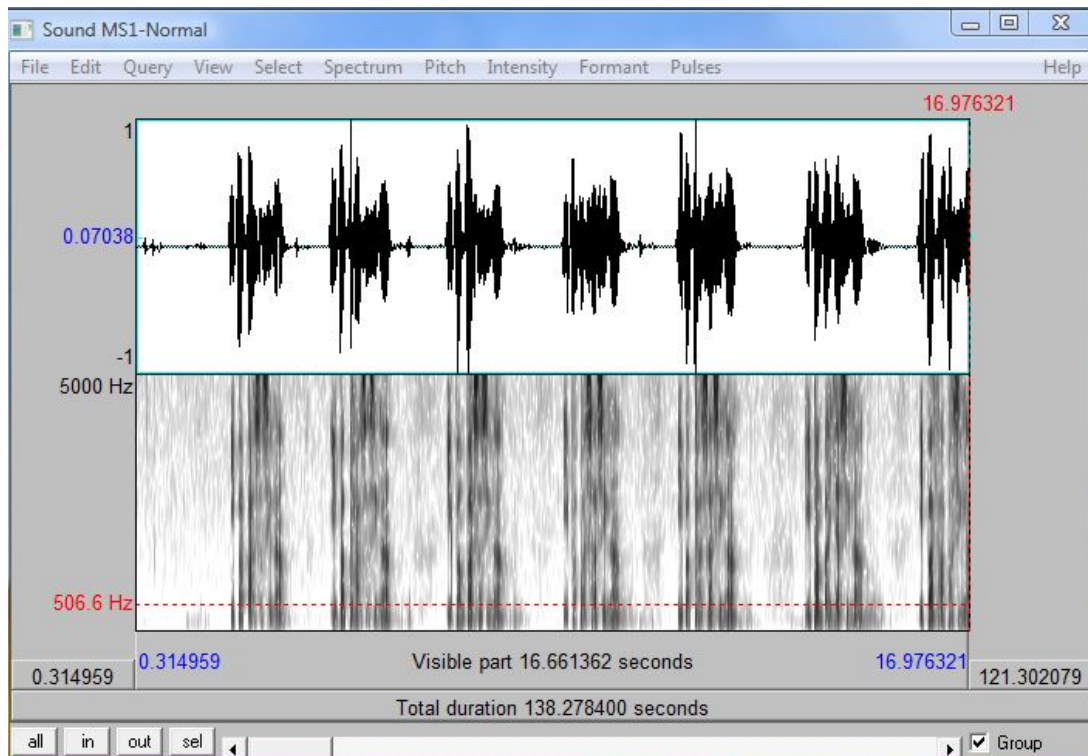 Sound MS1-Normal
File Edit Query View Select Spectrum Pitch Intensity Formant Pulses Help
16.976321
1
0.07038
-1
5000 Hz
506.6 Hz
0.314959 Visible part 16.661362 seconds 16.976321
0.314959 121.302079
Total duration 138.278400 seconds
all in out sel Group